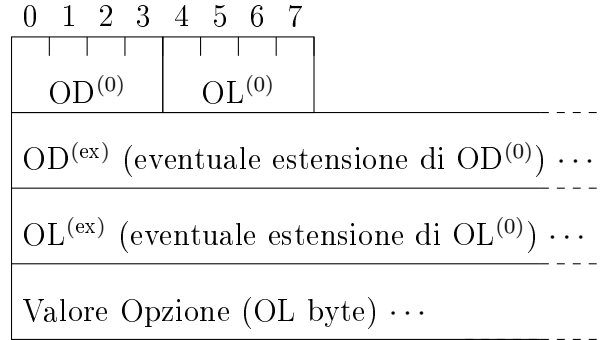 0 1 2 3 4 5 6 7
OD⁽⁰⁾ OL⁽⁰⁾
OD⁽ᵉˣ⁾ (eventuale estensione di OD⁽⁰⁾) ⋯
OL⁽ᵉˣ⁾ (eventuale estensione di OL⁽⁰⁾) ⋯
Valore Opzione (OL byte) ⋯